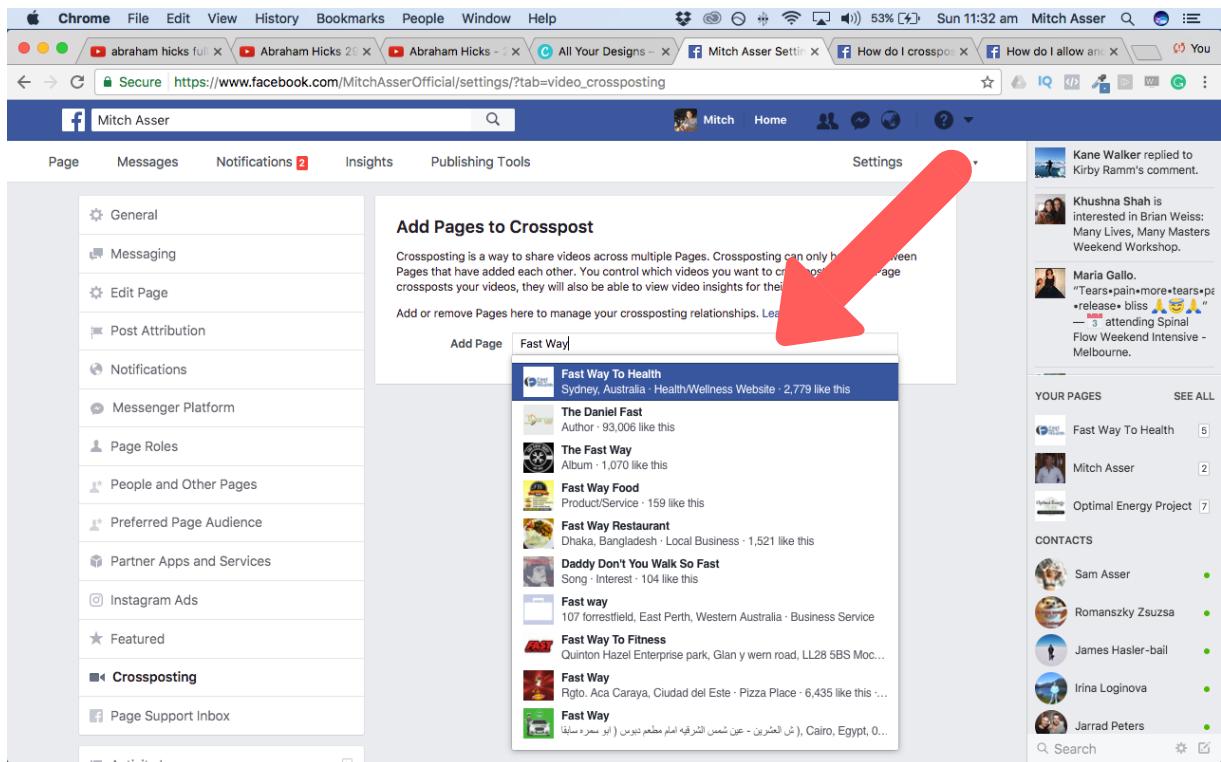 Chrome File Edit View History Bookmarks People Window Help 53% Sun 11:32 am Mitch Asser
abraham hicks ful
Abraham Hicks 29
Abraham Hicks - 2
All Your Designs –
Mitch Asser Settin
How do I crosspos
How do I allow and
You
Secure https://www.facebook.com/MitchAsserOfficial/settings/?tab=video_crossposting
Mitch Asser
Mitch Home
Page Messages Notifications 2 Insights Publishing Tools Settings
General
Messaging
Edit Page
Post Attribution
Notifications
Messenger Platform
Page Roles
People and Other Pages
Preferred Page Audience
Partner Apps and Services
Instagram Ads
Featured
Crossposting
Page Support Inbox
Add Pages to Crosspost
Crossposting is a way to share videos across multiple Pages. Crossposting can only
Pages that have added each other. You control which videos you want to
crossposts your videos, they will also be able to view video insights for
Add or remove Pages here to manage your crossposting relationships.
Add Page Fast Way
Fast Way To Health
Sydney, Australia · Health/Wellness Website · 2,779 like this
The Daniel Fast
Author · 93,006 like this
The Fast Way
Album · 1,070 like this
Fast Way Food
Product/Service · 159 like this
Fast Way Restaurant
Dhaka, Bangladesh · Local Business · 1,521 like this
Daddy Don't You Walk So Fast
Song · Interest · 104 like this
Fast way
107 forrestfield, East Perth, Western Australia · Business Service
Fast Way To Fitness
Quinton Hazel Enterprise park, Glan y wern road, LL28 5BS Moc...
Fast Way
Rgto. Aca Caraya, Ciudad del Este · Pizza Place · 6,435 like this ·...
Fast Way
ش العشرين - عين شمس الشرقيه امام مطعم دبوس ( ابو سمره سابقا ), Cairo, Egypt, 0...
Kane Walker replied to
Kirby Ramm's comment.
Khushna Shah is
interested in Brian Weiss:
Many Lives, Many Masters
Weekend Workshop.
Maria Gallo.
"Tears•pain•more•tears•pa
•release• bliss 🙏😇🙏"
— 3 attending Spinal
Flow Weekend Intensive -
Melbourne.
YOUR PAGES SEE ALL
Fast Way To Health 5
Mitch Asser 2
Optimal Energy Project 7
CONTACTS
Sam Asser
Romanszky Zsuzsa
James Hasler-bail
Irina Loginova
Jarrad Peters
Search